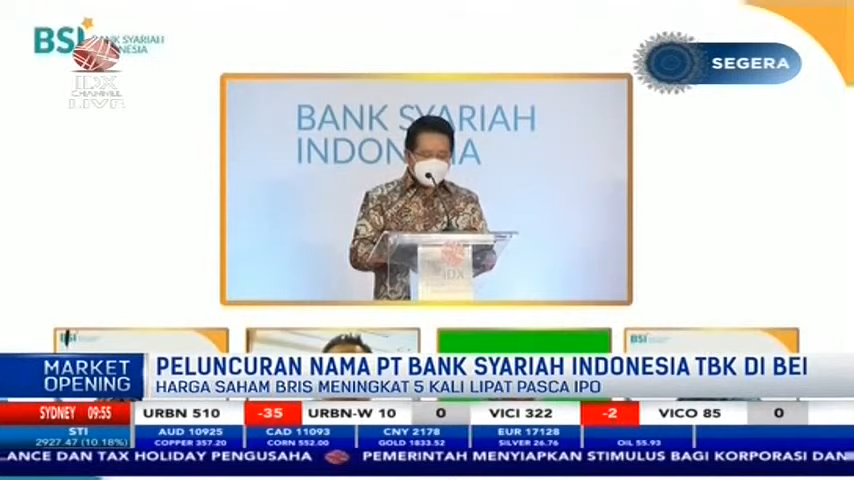 BSI BANK SYARIAH
INDONESIA
IDX
CHANNEL
LIVE
SEGERA
BANK SYARIAH
INDONESIA
IDX
BSI
BSI
MARKET
OPENING
PELUNCURAN NAMA PT BANK SYARIAH INDONESIA TBK DI BEI
HARGA SAHAM BRIS MENINGKAT 5 KALI LIPAT PASCA IPO
SYDNEY 09:55 URBN 510 -35 URBN-W 10 0 VICI 322 -2 VICO 85 0
STI AUD 10925 CAD 11093 CNY 2178 EUR 17128
2927.47 (10.18%) COPPER 357.20 CORN 552.00 GOLD 1833.52 SILVER 26.76 OIL 55.93
ANCE DAN TAX HOLIDAY PENGUSAHA PEMERINTAH MENYIAPKAN STIMULUS BAGI KORPORASI DAN